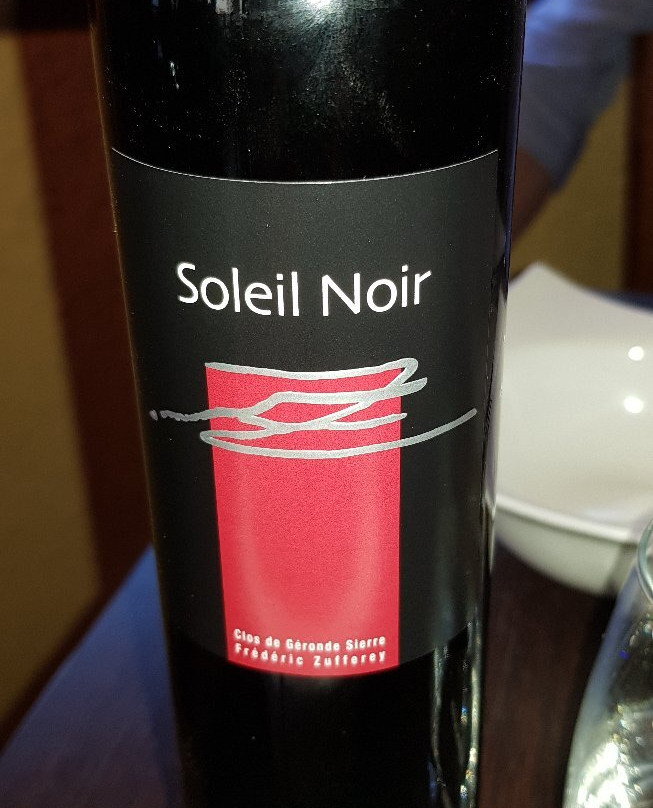 Soleil Noir
Clos de Géronde Sierre
Frédéric Zufferey